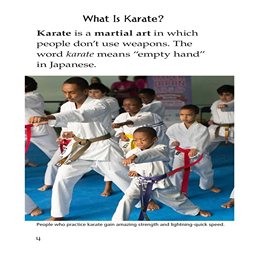 What Is Karate?
Karate is a martial art in which
people don't use weapons. The
word karate means "empty hand"
in Japanese.
People who practice karate gain amazing strength and lightning-quick speed.
4